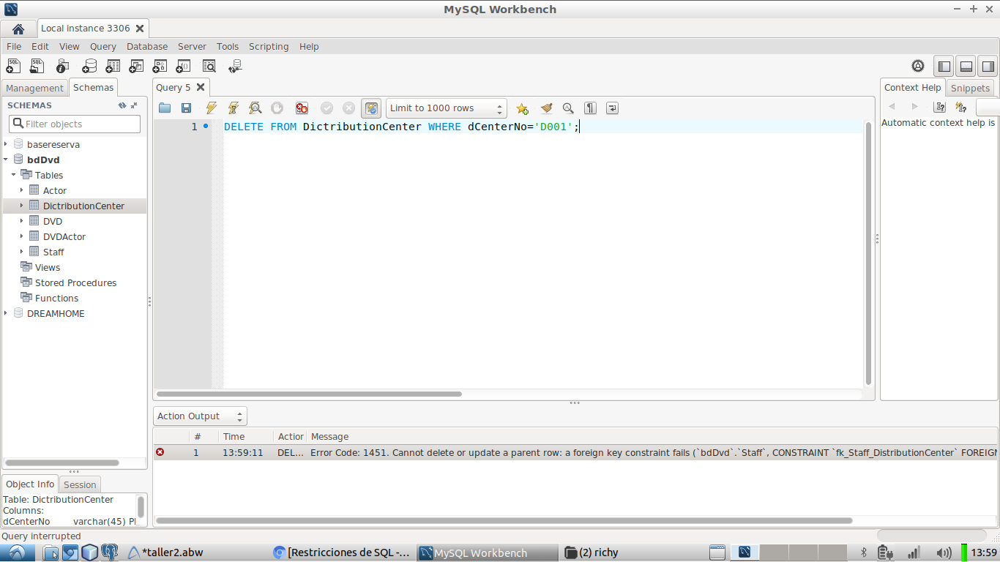 MySQL Workbench
Local instance 3306
File Edit View Query Database Server Tools Scripting Help
Management Schemas
Query 5
Context Help Snippets
SCHEMAS
Limit to 1000 rows
Filter objects
Automatic context help is
1 DELETE FROM DictributionCenter WHERE dCenterNo='D001';
basereserva
bdDvd
Tables
Actor
DictributionCenter
DVD
DVDActor
Staff
Views
Stored Procedures
Functions
DREAMHOME
Action Output
# Time Action Message
1 13:59:11 DEL... Error Code: 1451. Cannot delete or update a parent row: a foreign key constraint fails (`bdDvd`.`Staff`, CONSTRAINT `fk_Staff_DistributionCenter` FOREIGN
Object Info Session
Table: DictributionCenter
Columns:
dCenterNo varchar(45) PK
Query interrupted
*taller2.abw [Restricciones de SQL -... MySQL Workbench (2) richy 13:59